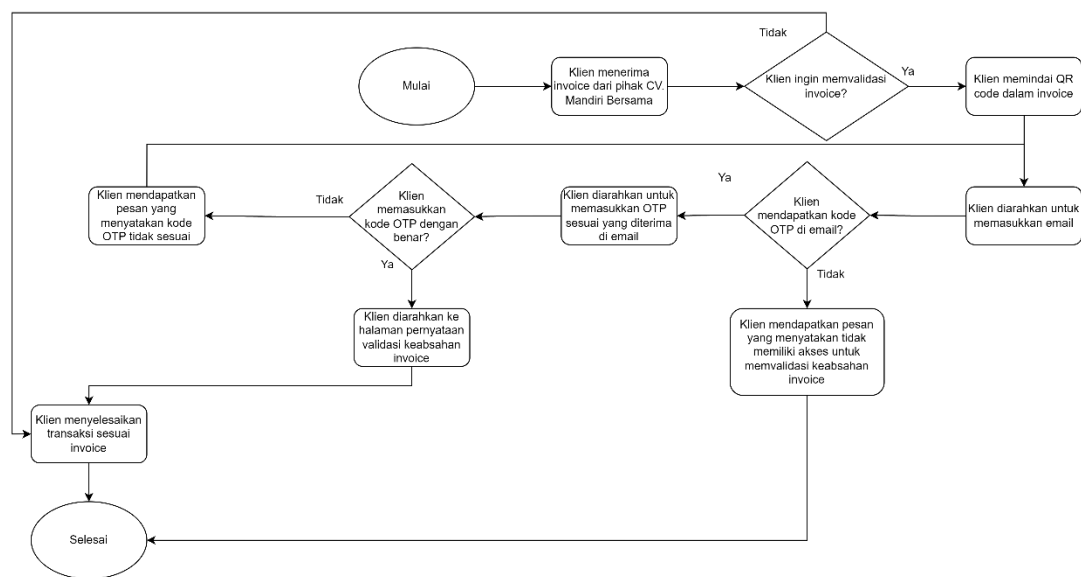 Tidak
Mulai
Klien menerima
invoice dari pihak CV.
Mandiri Bersama
Klien ingin memvalidasi
invoice?
Ya
Klien memindai QR
code dalam invoice
Klien mendapatkan
pesan yang
menyatakan kode
OTP tidak sesuai
Tidak
Klien
memasukkan
kode OTP dengan
benar?
Ya
Klien diarahkan untuk
memasukkan OTP
sesuai yang diterima
di email
Ya
Klien
mendapatkan kode
OTP di email?
Tidak
Klien diarahkan untuk
memasukkan email
Klien diarahkan ke
halaman pernyataan
validasi keabsahan
invoice
Klien mendapatkan pesan
yang menyatakan tidak
memiliki akses untuk
memvalidasi keabsahan
invoice
Klien menyelesaikan
transaksi sesuai
invoice
Selesai